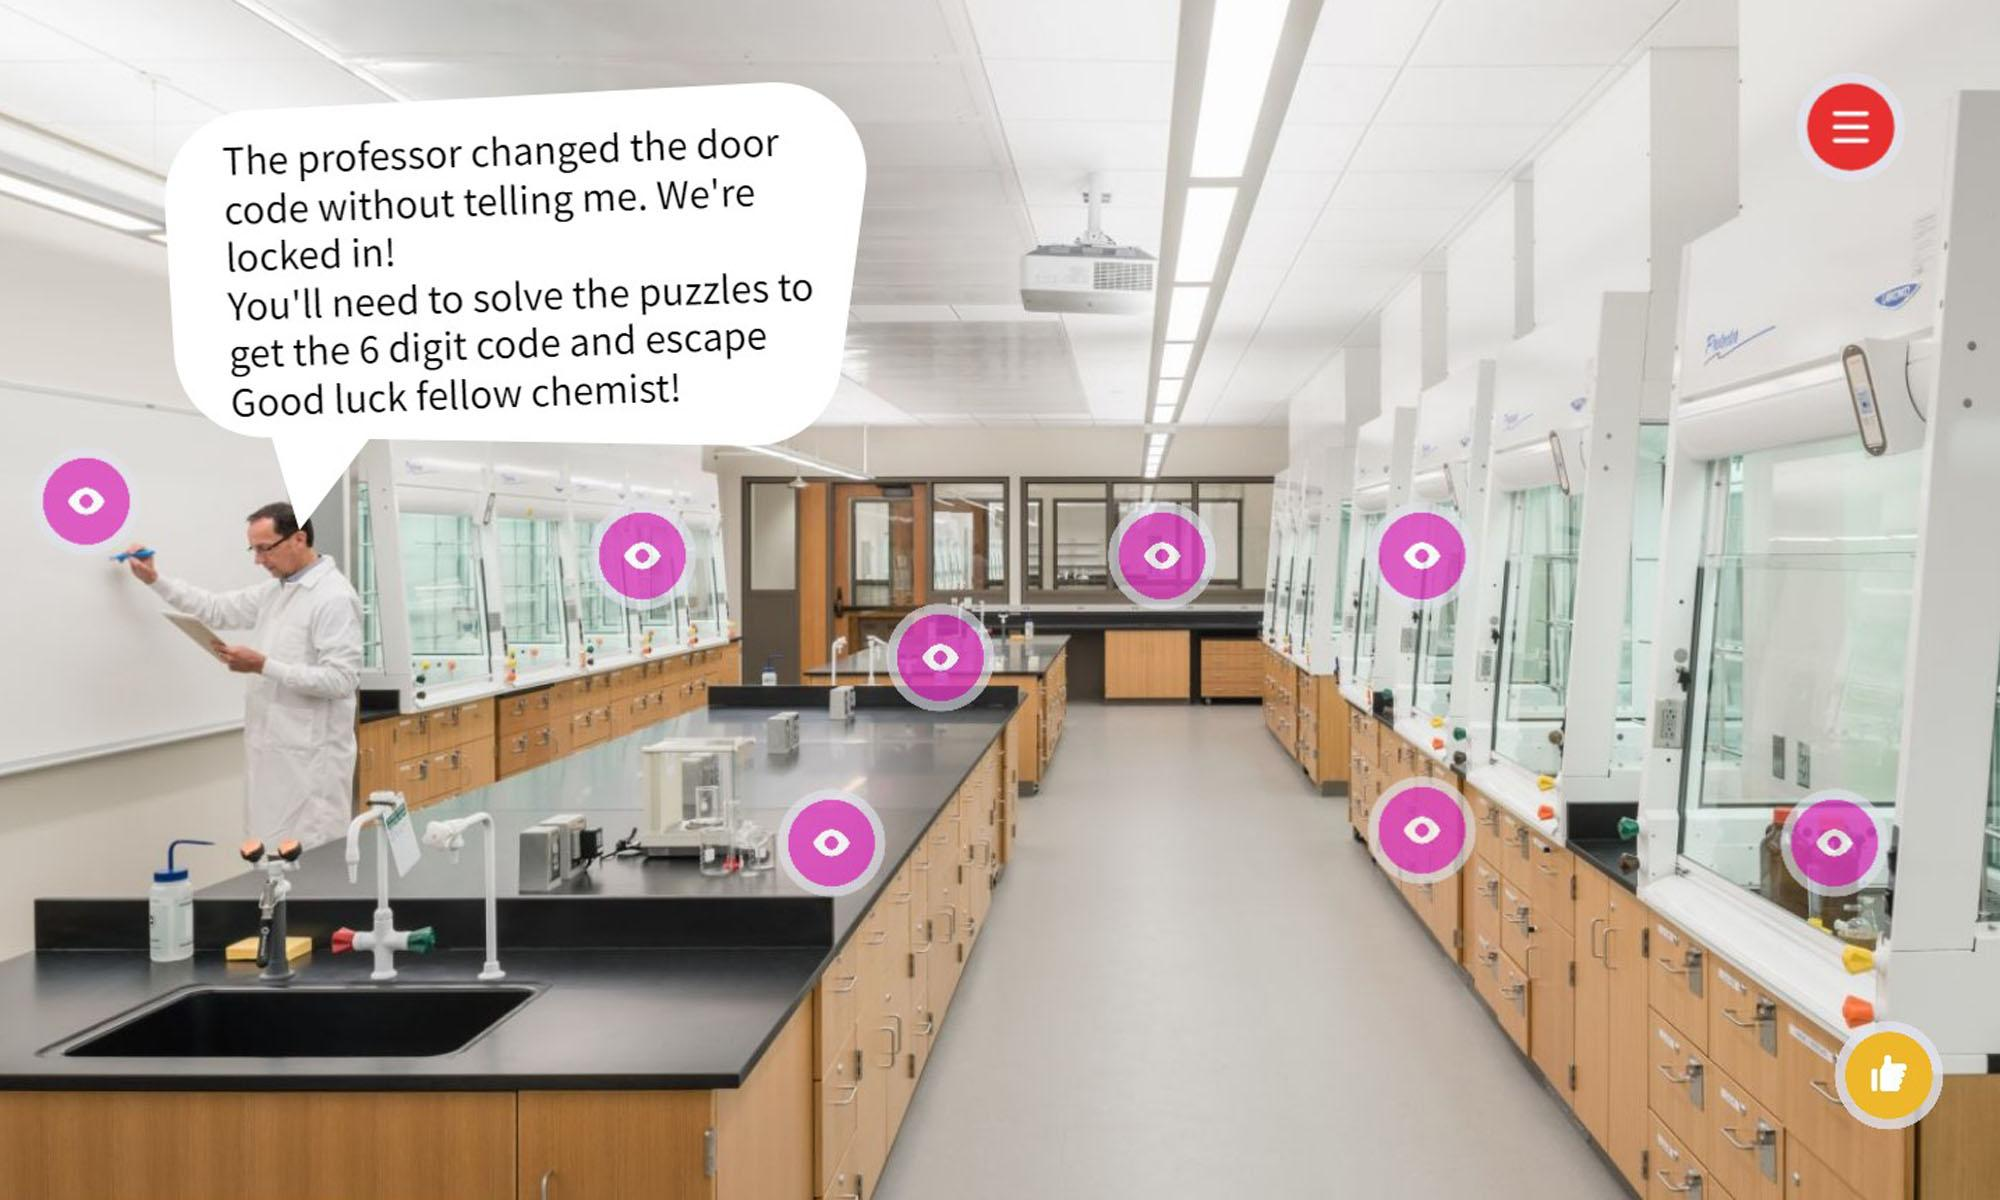 The professor changed the door
code without telling me. We're
locked in!
You'll need to solve the puzzles to
get the 6 digit code and escape
Good luck fellow chemist!